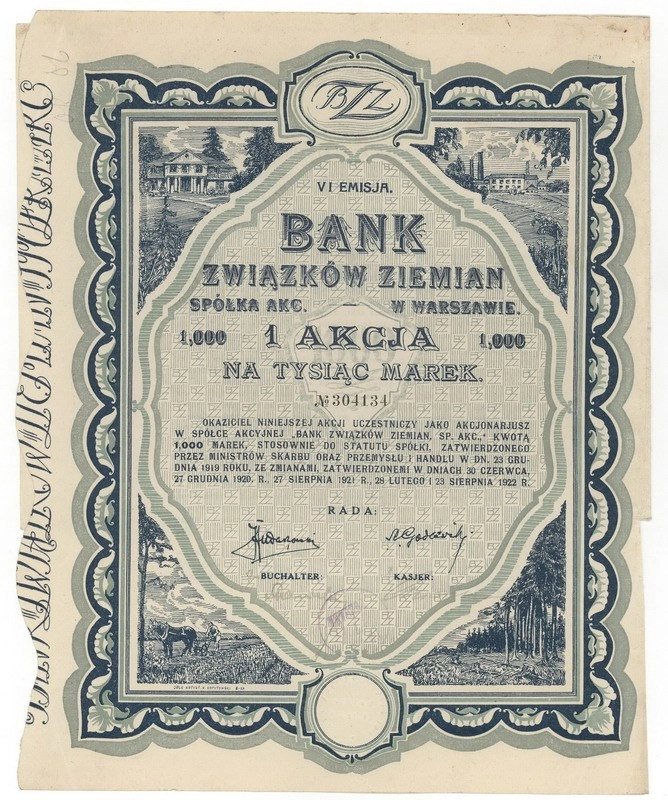 BZZ
VI EMISJA.
BANK
ZWIĄZKÓW ZIEMIAN
SPÓŁKA AKC. — W WARSZAWIE.
1,000 1 AKCJA 1,000
NA TYSIĄC MAREK.
№ 304134
OKAZICIEL NINIEJSZEJ AKCJI UCZESTNICZY JAKO AKCJONARJUSZ
W SPÓŁCE AKCYJNEJ „BANK ZWIĄZKÓW ZIEMIAN, SP. AKC.,“ KWOTĄ
1,000 MAREK, STOSOWNIE DO STATUTU SPÓŁKI, ZATWIERDZONEGO
PRZEZ MINISTRÓW SKARBU ORAZ PRZEMYSŁU I HANDLU W DN. 23 GRU-
DNIA 1919 ROKU, ZE ZMIANAMI, ZATWIERDZONEMI W DNIACH 30 CZERWCA,
27 GRUDNIA 1920, R., 27 SIERPNIA 1921 R., 28 LUTEGO I 23 SIERPNIA 1922 R.
RADA:
BUCHALTER: KASJER: